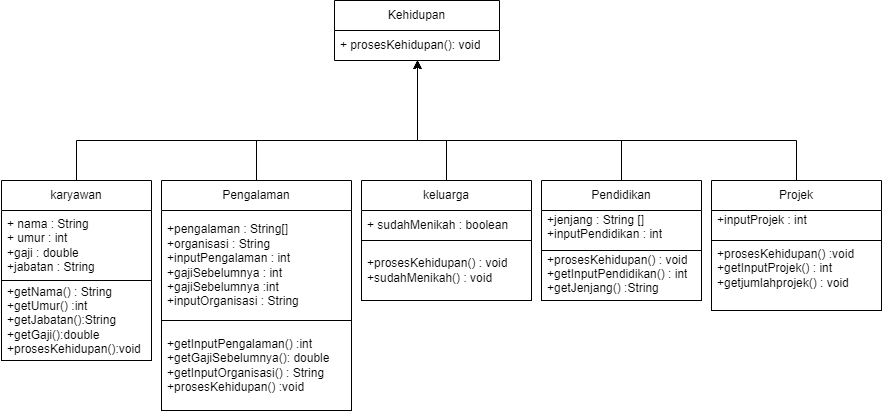 Kehidupan
+ prosesKehidupan(): void
karyawan
+ nama : String
+ umur : int
+gaji : double
+jabatan : String
+getNama() : String
+getUmur() :int
+getJabatan():String
+getGaji():double
+prosesKehidupan():void
Pengalaman
+pengalaman : String[]
+organisasi : String
+inputPengalaman : int
+gajiSebelumnya : int
+gajiSebelumnya :int
+inputOrganisasi : String
+getInputPengalaman() :int
+getGajiSebelumnya(): double
+getInputOrganisasi() : String
+prosesKehidupan() :void
keluarga
+ sudahMenikah : boolean
+prosesKehidupan() : void
+sudahMenikah() : void
Pendidikan
+jenjang : String []
+inputPendidikan : int
+prosesKehidupan() : void
+getInputPendidikan() : int
+getJenjang() :String
Projek
+inputProjek : int
+prosesKehidupan() :void
+getInputProjek() : int
+getjumlahprojek() : void